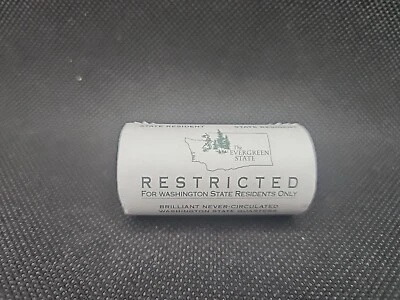 STATE RESIDENT STATE RESIDENT
The
EVERGREEN
STATE
RESTRICTED
FOR WASHINGTON STATE RESIDENTS ONLY
BRILLIANT NEVER-CIRCULATED
WASHINGTON STATE QUARTERS